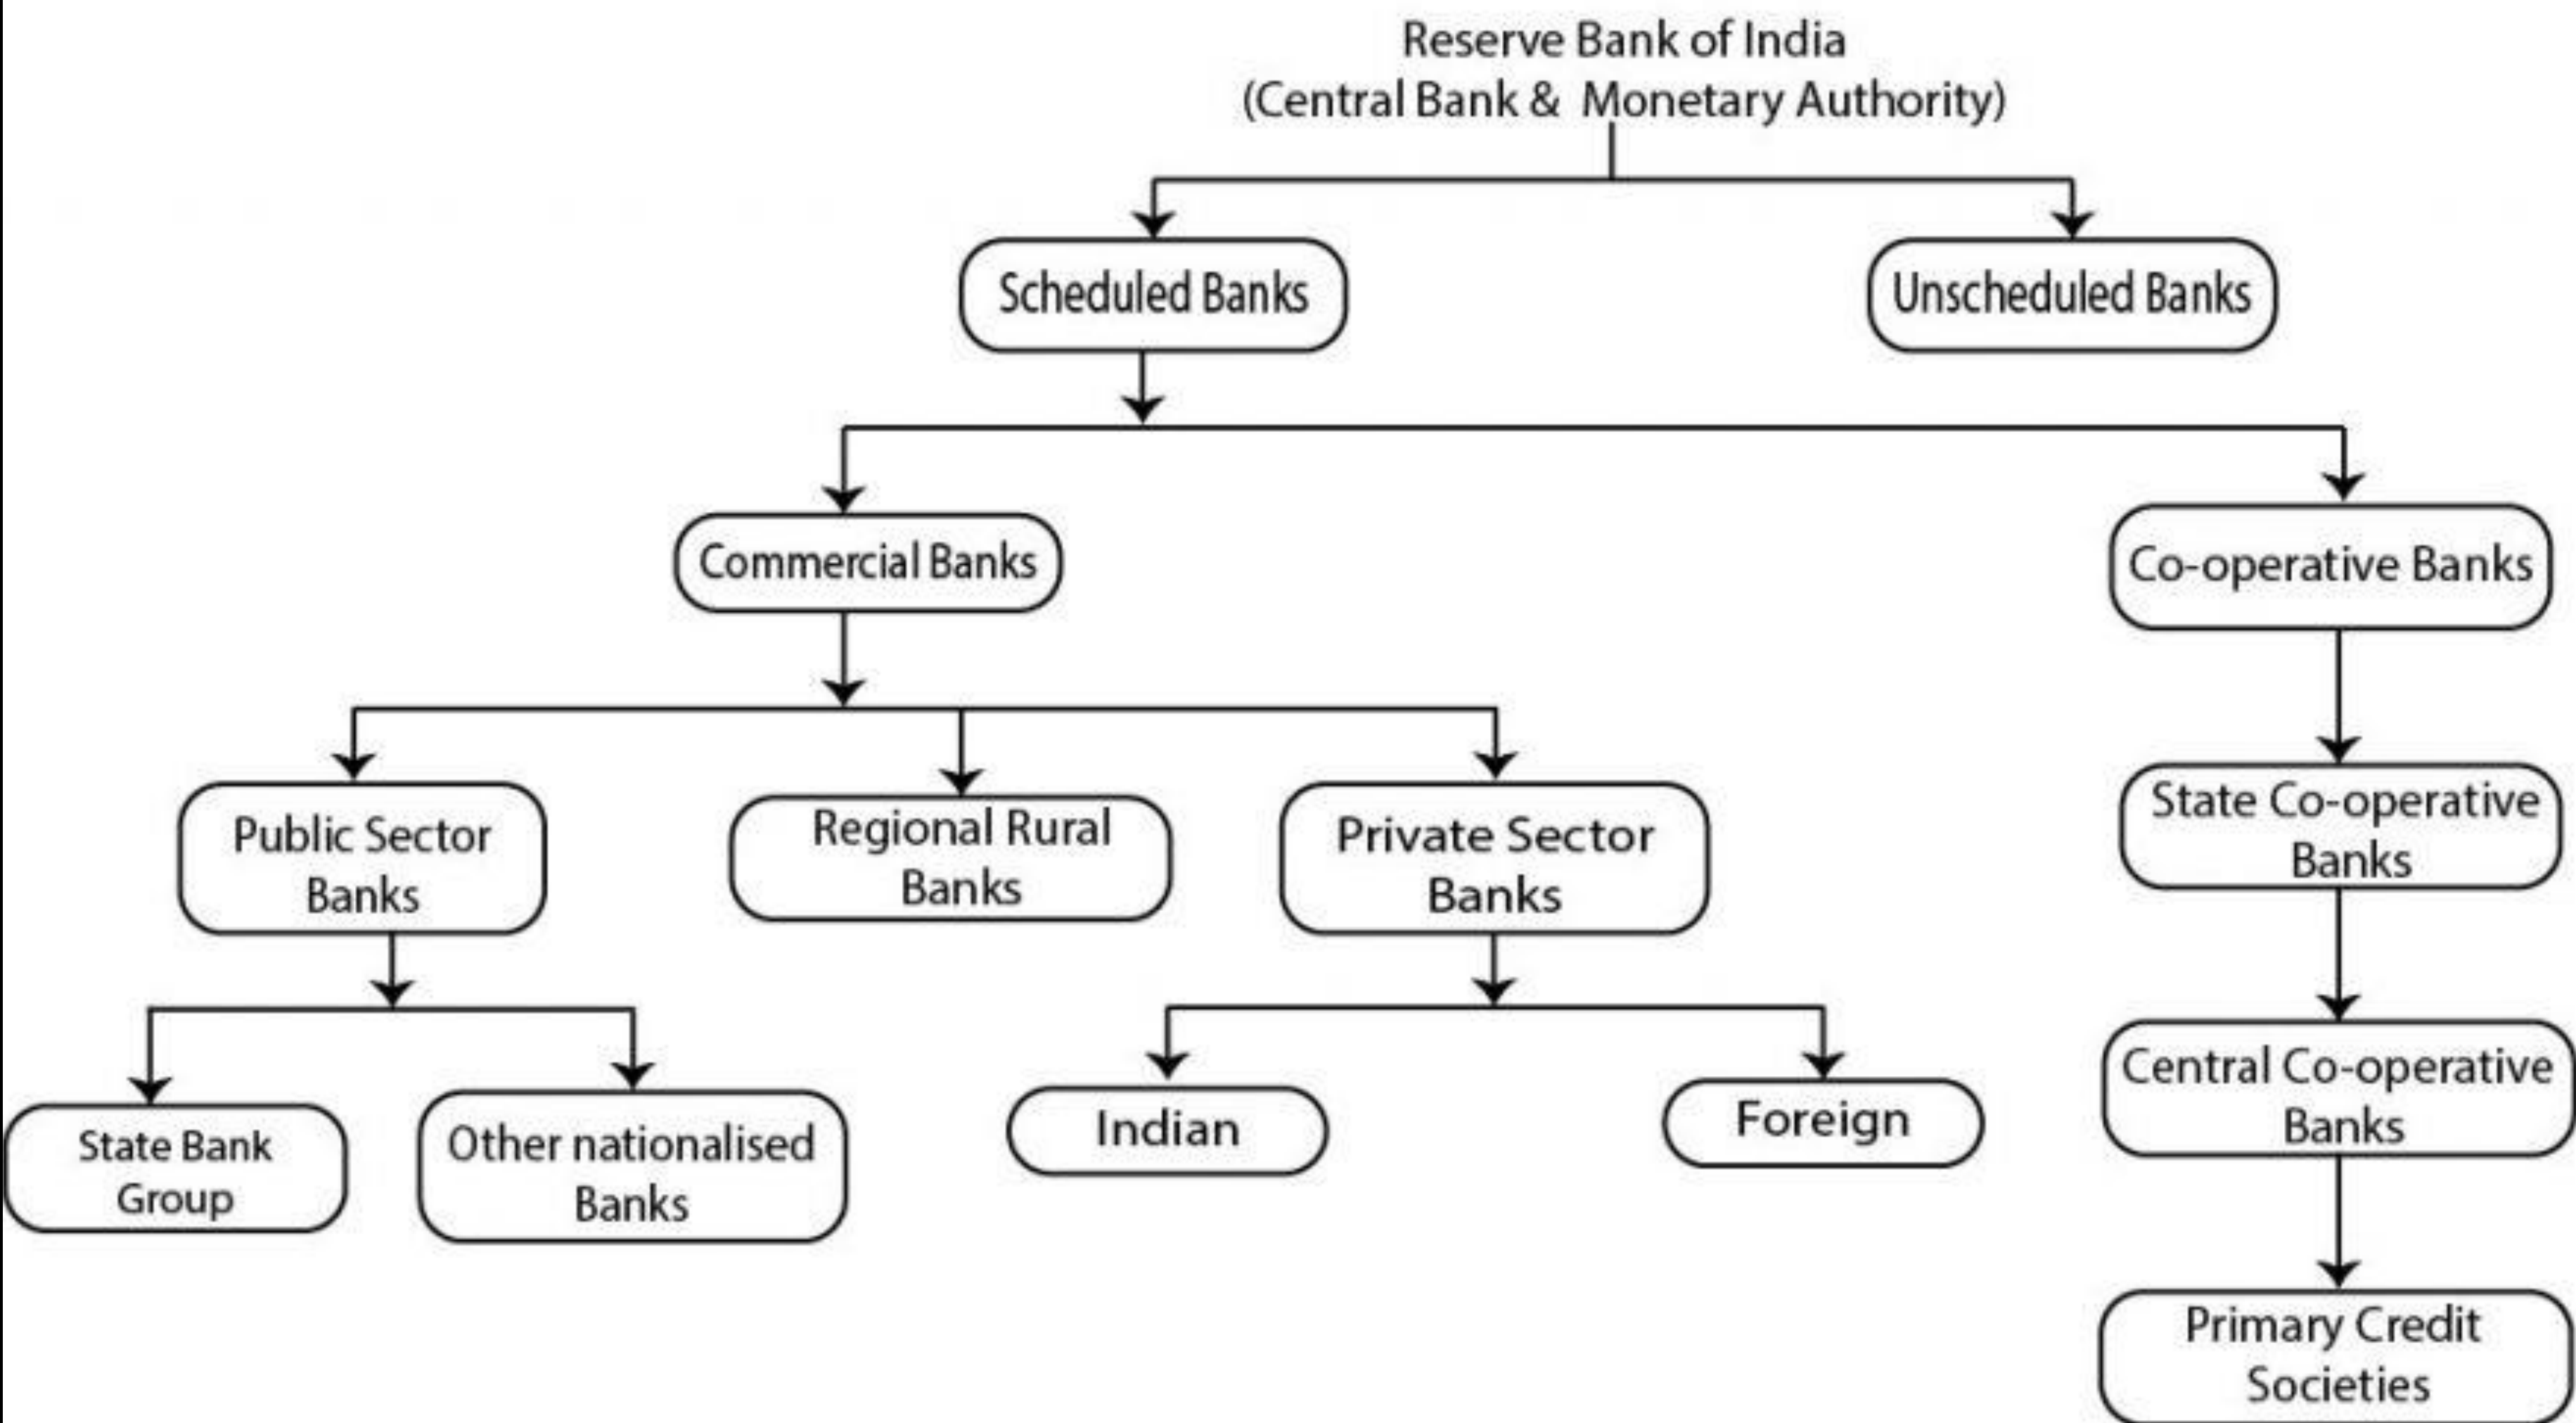 Reserve Bank of India
(Central Bank & Monetary Authority)
Scheduled Banks
Unscheduled Banks
Commercial Banks
Co-operative Banks
Public Sector
Banks
Regional Rural
Banks
Private Sector
Banks
State Co-operative
Banks
State Bank
Group
Other nationalised
Banks
Indian
Foreign
Central Co-operative
Banks
Primary Credit
Societies